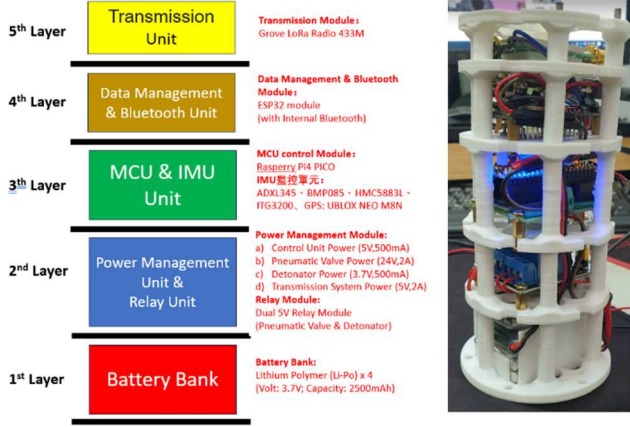 5th Layer
Transmission
Unit
Transmission Module:
Grove LoRa Radio 433M
4th Layer
Data Management
& Bluetooth Unit
Data Management & Bluetooth
Module:
ESP32 module
(with Internal Bluetooth)
3th Layer
MCU & IMU
Unit
MCU control Module:
Rasperry Pi4 PICO
IMU監控單元:
ADXL345、BMP085、HMC5883L、
ITG3200、GPS: UBLOX NEO M8N
2nd Layer
Power Management
Unit &
Relay Unit
Power Management Module:
a) Control Unit Power (5V,500mA)
b) Pneumatic Valve Power (24V,2A)
c) Detonator Power (3.7V,500mA)
d) Transmission System Power (5V,2A)
Relay Module:
Dual 5V Relay Module
(Pneumatic Valve & Detonator)
1st Layer
Battery Bank
Battery Bank:
Lithium Polymer (Li-Po) x 4
(Volt: 3.7V; Capacity: 2500mAh)